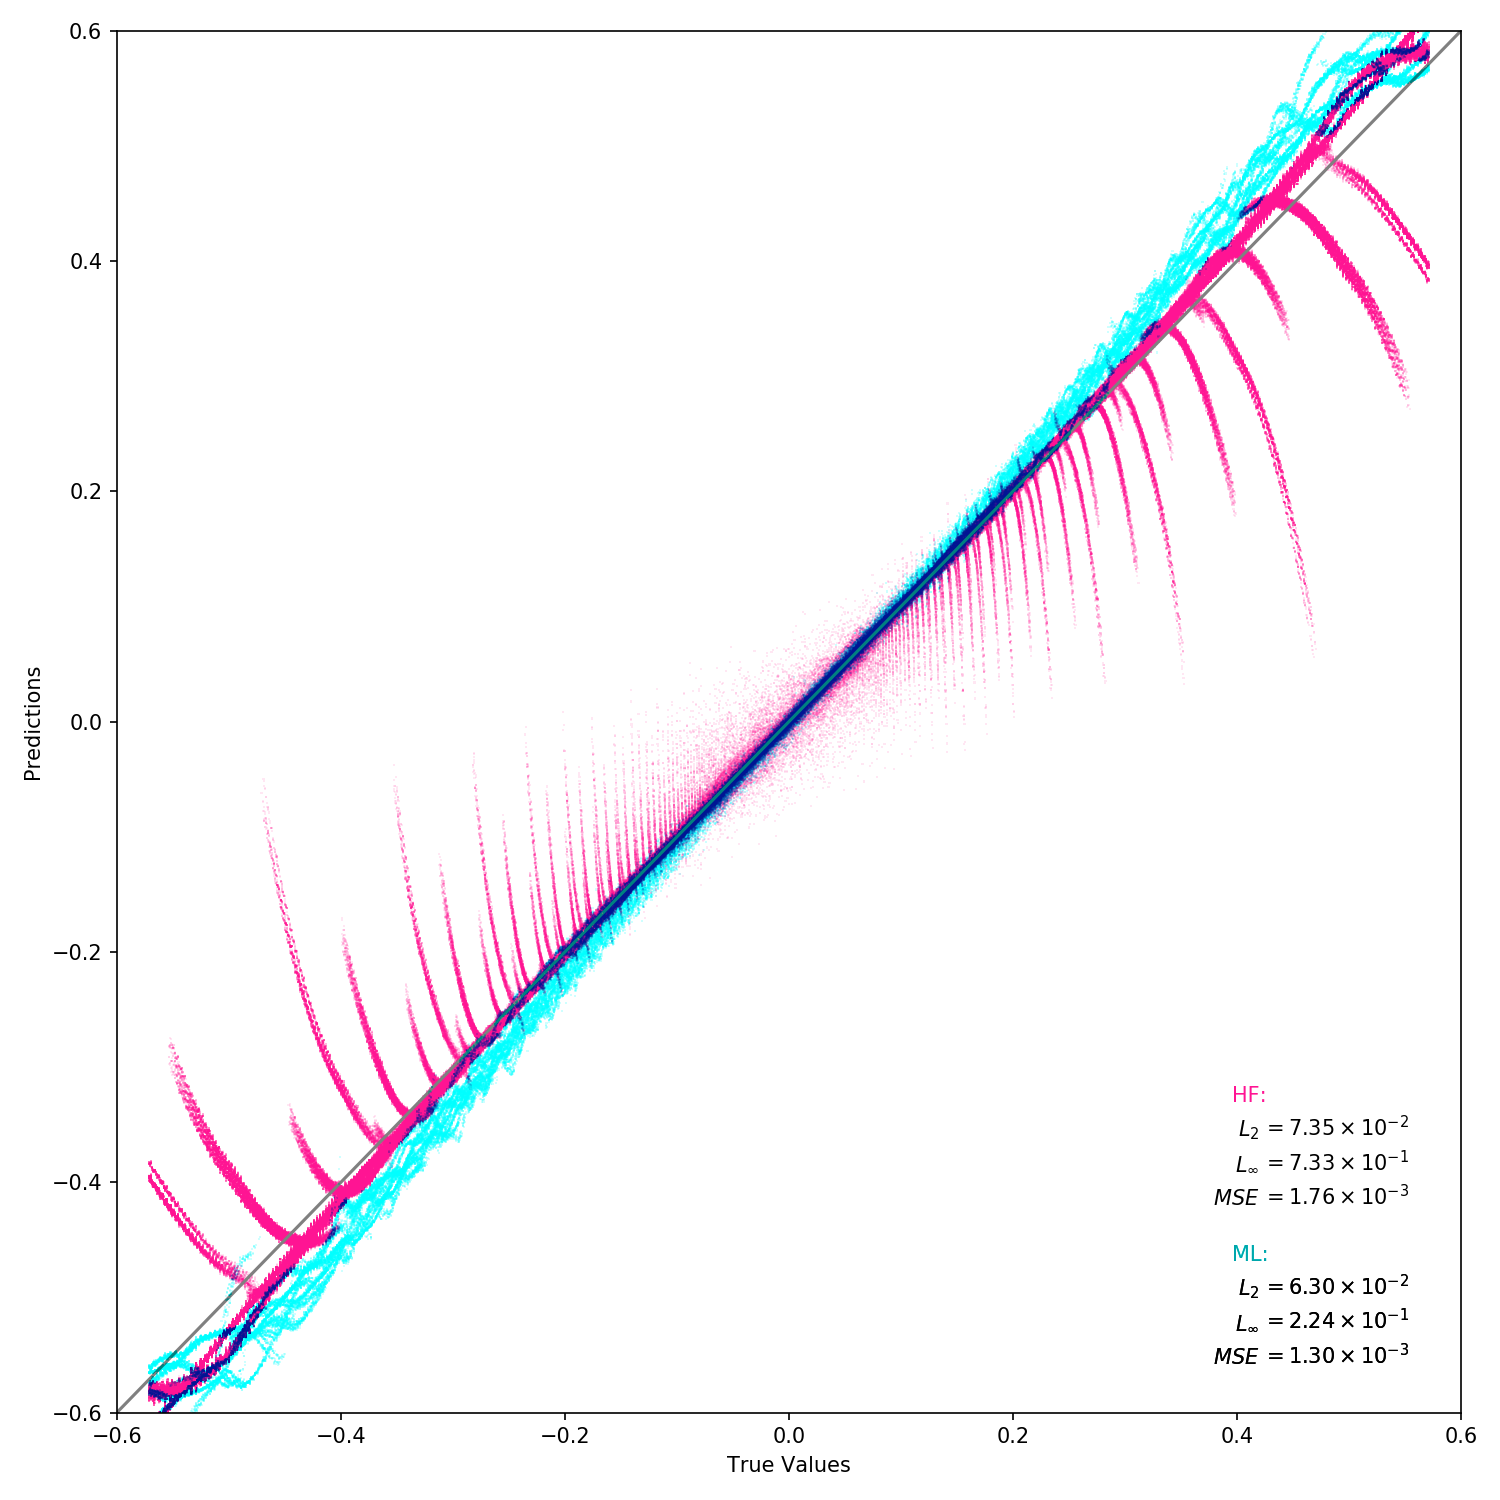 0.6
0.4
0.2
0.0
−0.2
−0.4
−0.6
Predictions
HF:
L₂ = 7.35 × 10⁻²
L∞ = 7.33 × 10⁻¹
MSE = 1.76 × 10⁻³
ML:
L₂ = 6.30 × 10⁻²
L∞ = 2.24 × 10⁻¹
MSE = 1.30 × 10⁻³
−0.6 −0.4 −0.2 0.0 0.2 0.4 0.6
True Values